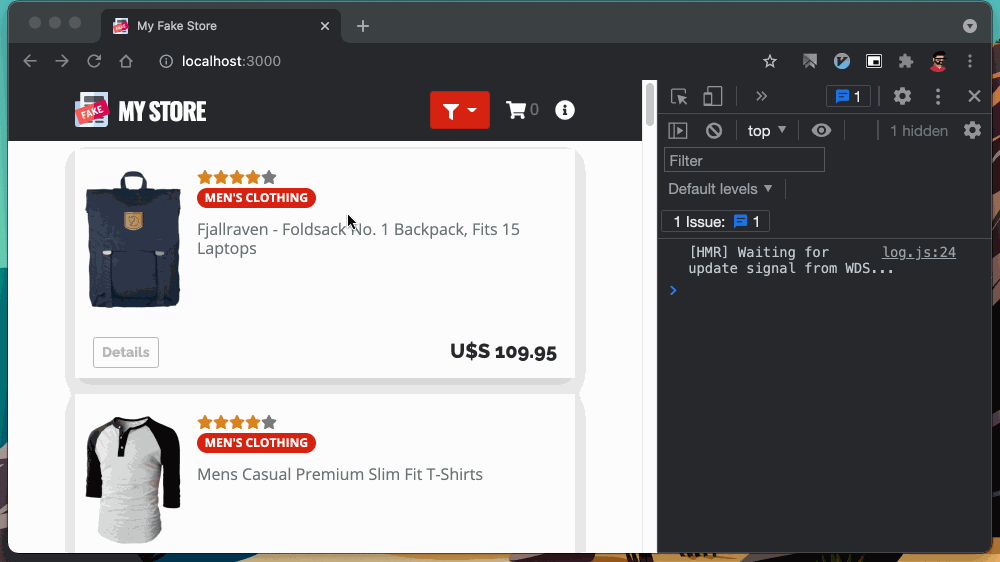 My Fake Store
localhost:3000
FAKE
MY STORE
0
1
top
1 hidden
Filter
Default levels
1 Issue: 1
[HMR] Waiting for log.js:24
update signal from WDS...
MEN'S CLOTHING
Fjallraven - Foldsack No. 1 Backpack, Fits 15
Laptops
Details
U$S 109.95
MEN'S CLOTHING
Mens Casual Premium Slim Fit T-Shirts